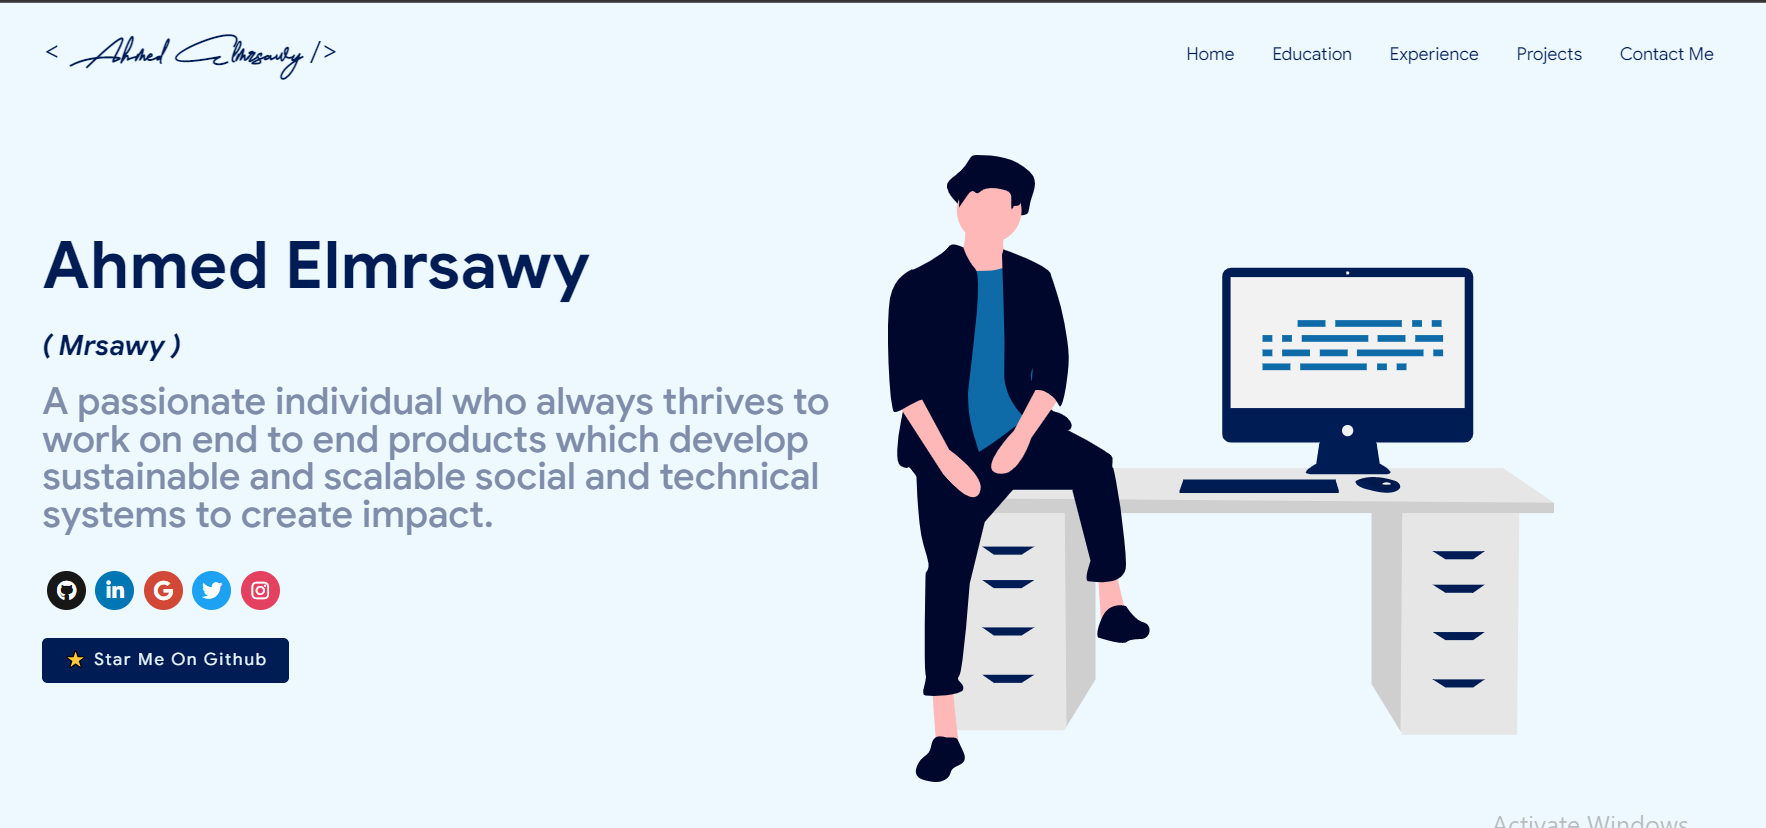 < Ahmed Elmrsawy />
Home Education Experience Projects Contact Me
Ahmed Elmrsawy
( Mrsawy )
A passionate individual who always thrives to
work on end to end products which develop
sustainable and scalable social and technical
systems to create impact.
in G
Star Me On Github
Activate Windows